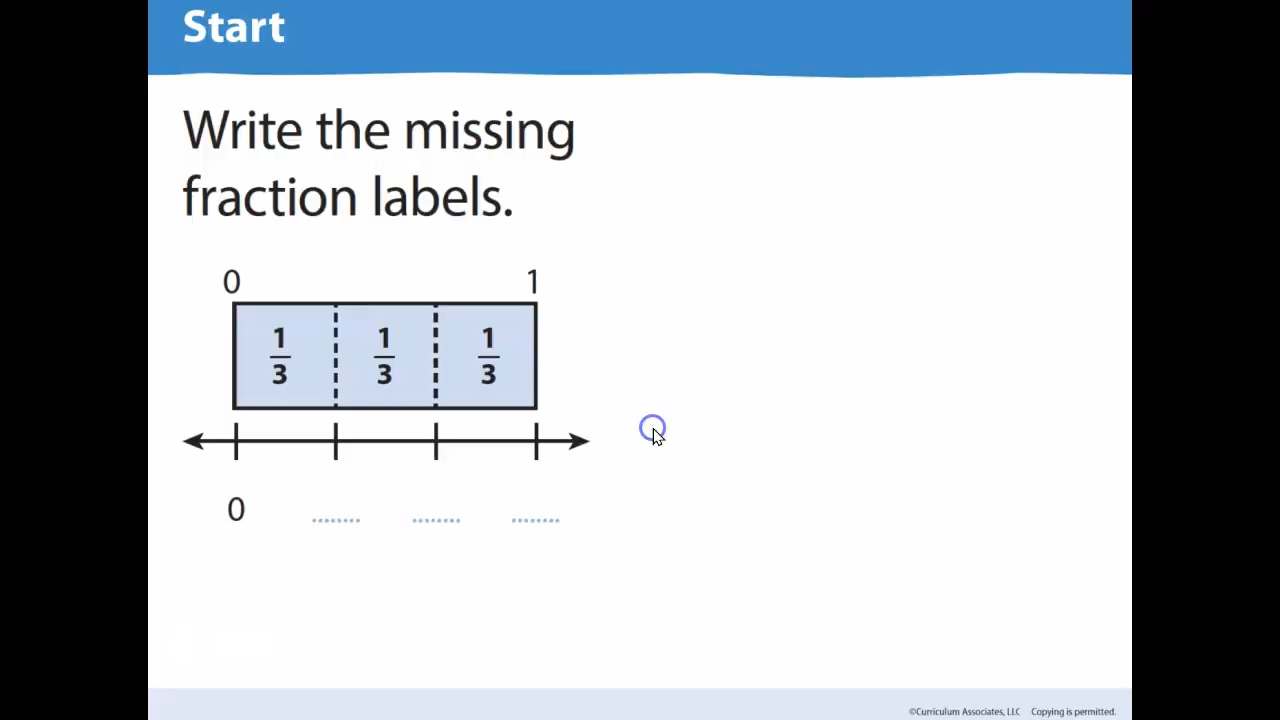 Start
Write the missing
fraction labels.
0 1
1/3 1/3 1/3
0
©Curriculum Associates, LLC Copying is permitted.